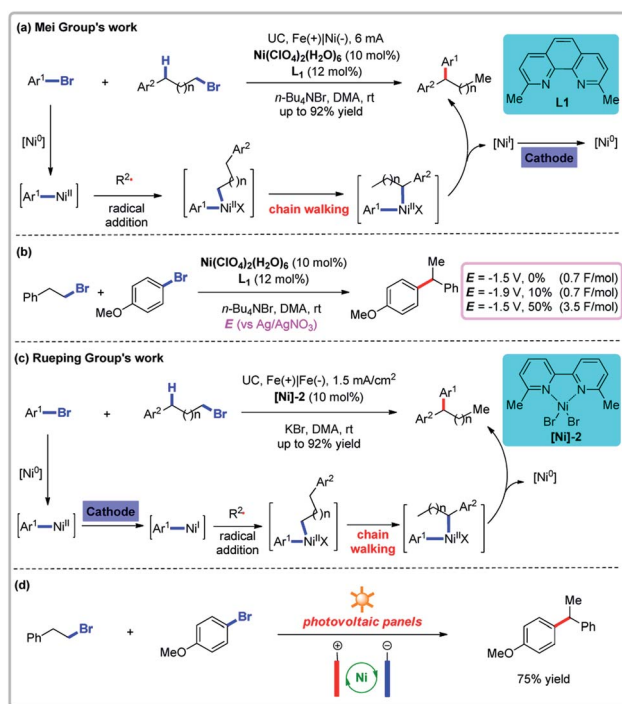 (a) Mei Group's work
UC, Fe(+)|Ni(-), 6 mA
Ni(ClO4)2(H2O)6 (10 mol%)
L1 (12 mol%)
n-Bu4NBr, DMA, rt
up to 92% yield
Ar1 Br
+
H
Ar2 ( )n Br
Ar1
Ar2 ( )n Me
Me Me
N N
L1
[Ni0]
[NiI] Cathode [Ni0]
Ar1 NiII
R2•
radical
addition
Ar2
( )n
Ar1 NiIIX
chain walking
( )n Ar2
Ar1 NiIIX
(b)
Ph Br
+
Br
MeO
Ni(ClO4)2(H2O)6 (10 mol%)
L1 (12 mol%)
n-Bu4NBr, DMA, rt
E (vs Ag/AgNO3)
Me
Ph
MeO
E = -1.5 V, 0% (0.7 F/mol)
E = -1.9 V, 10% (0.7 F/mol)
E = -1.5 V, 50% (3.5 F/mol)
(c) Rueping Group's work
UC, Fe(+)|Fe(-), 1.5 mA/cm2
[Ni]-2 (10 mol%)
KBr, DMA, rt
up to 92% yield
Ar1 Br
+
H
Ar2 ( )n Br
Ar1
Ar2 ( )n Me
N N
Me Ni Me
Br Br
[Ni]-2
[Ni0]
[Ni0]
Ar1 NiII
Cathode
Ar1 NiI
R2•
radical
addition
Ar2
( )n
Ar1 NiIIX
chain
walking
( )n Ar2
Ar1 NiIIX
(d)
Ph Br
+
Br
MeO
photovoltaic panels
+ −
Ni
Me
Ph
MeO
75% yield